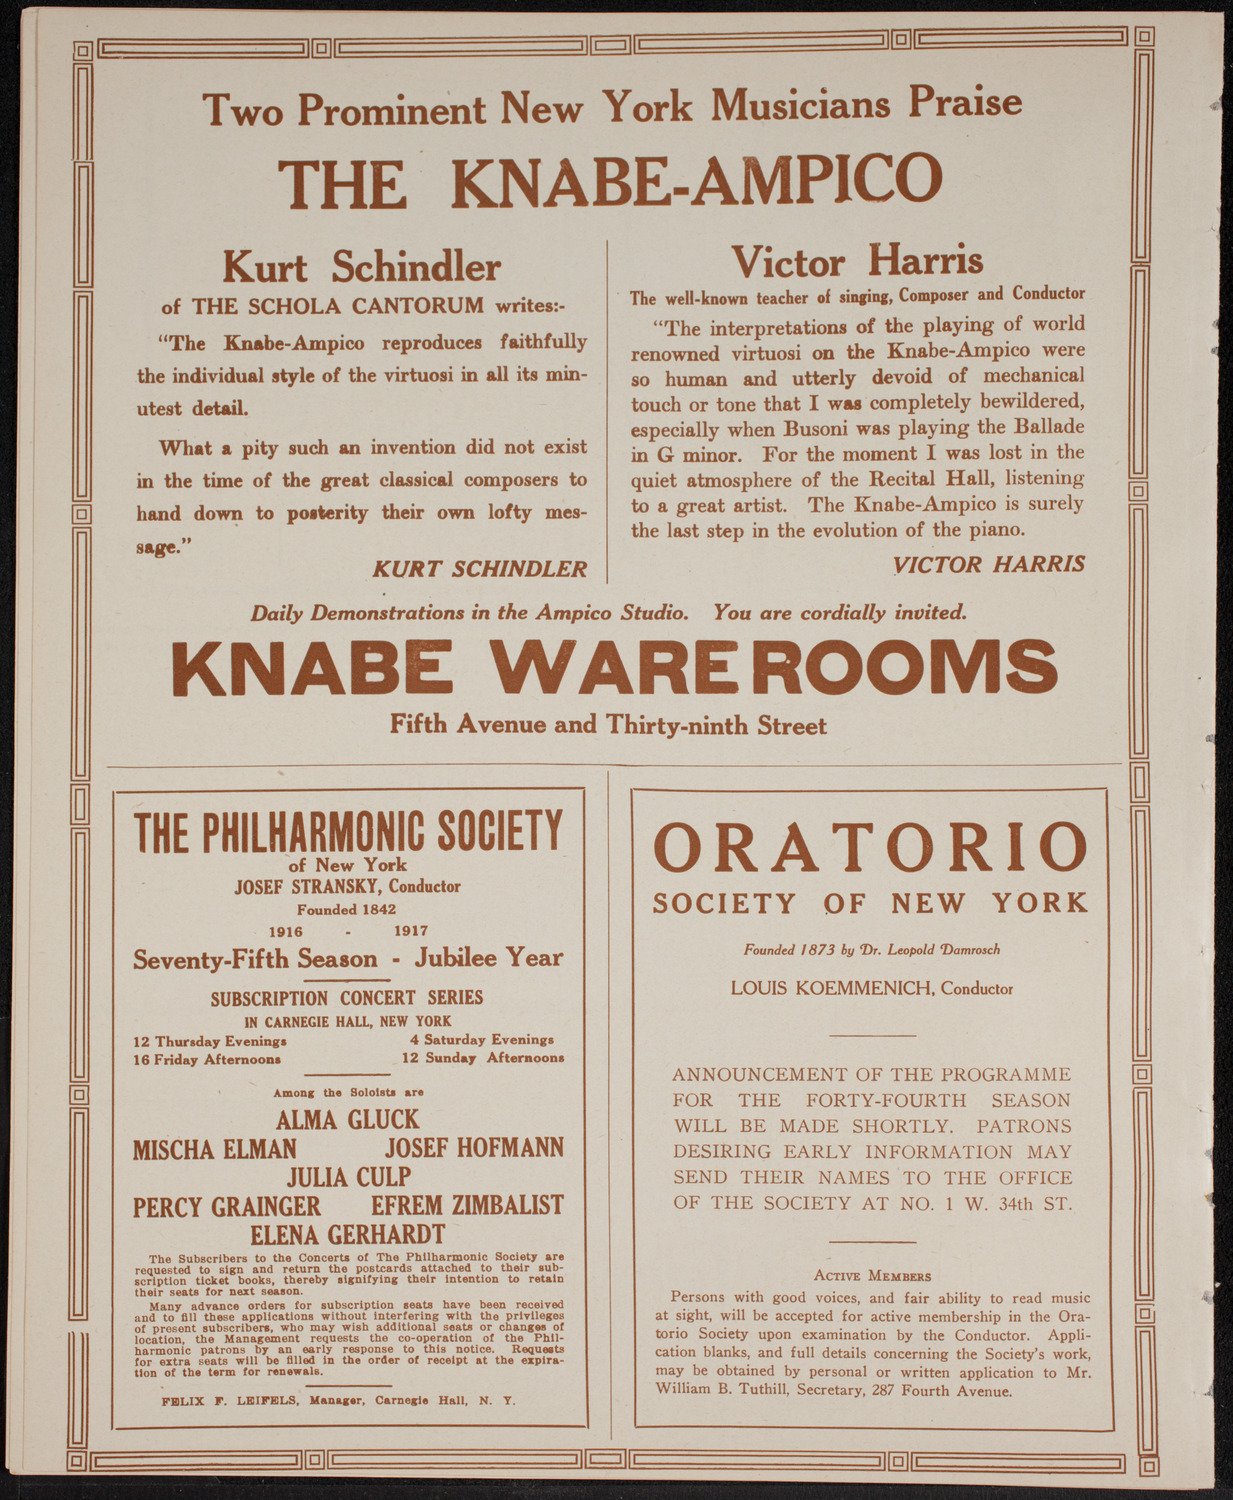 Two Prominent New York Musicians Praise
THE KNABE-AMPICO
Kurt Schindler
of THE SCHOLA CANTORUM writes:-
"The Knabe-Ampico reproduces faithfully
the individual style of the virtuosi in all its min-
utest detail.
What a pity such an invention did not exist
in the time of the great classical composers to
hand down to posterity their own lofty mes-
sage."
KURT SCHINDLER
Victor Harris
The well-known teacher of singing, Composer and Conductor
"The interpretations of the playing of world
renowned virtuosi on the Knabe-Ampico were
so human and utterly devoid of mechanical
touch or tone that I was completely bewildered,
especially when Busoni was playing the Ballade
in G minor. For the moment I was lost in the
quiet atmosphere of the Recital Hall, listening
to a great artist. The Knabe-Ampico is surely
the last step in the evolution of the piano.
VICTOR HARRIS
Daily Demonstrations in the Ampico Studio. You are cordially invited.
KNABE WAREROOMS
Fifth Avenue and Thirty-ninth Street
THE PHILHARMONIC SOCIETY
of New York
JOSEF STRANSKY, Conductor
Founded 1842
1916 - 1917
Seventy-Fifth Season - Jubilee Year
SUBSCRIPTION CONCERT SERIES
IN CARNEGIE HALL, NEW YORK
12 Thursday Evenings 4 Saturday Evenings
16 Friday Afternoons 12 Sunday Afternoons
Among the Soloists are
ALMA GLUCK
MISCHA ELMAN JOSEF HOFMANN
JULIA CULP
PERCY GRAINGER EFREM ZIMBALIST
ELENA GERHARDT
The Subscribers to the Concerts of The Philharmonic Society are
requested to sign and return the postcards attached to their sub-
scription ticket books, thereby signifying their intention to retain
their seats for next season.
Many advance orders for subscription seats have been received
and to fill these applications without interfering with the privileges
of present subscribers, who may wish additional seats or changes of
location, the Management requests the co-operation of the Phil-
harmonic patrons by an early response to this notice. Requests
for extra seats will be filled in the order of receipt at the expira-
tion of the term for renewals.
FELIX F. LEIFELS, Manager, Carnegie Hall, N. Y.
ORATORIO
SOCIETY OF NEW YORK
Founded 1873 by Dr. Leopold Damrosch
LOUIS KOEMMENICH, Conductor
ANNOUNCEMENT OF THE PROGRAMME
FOR THE FORTY-FOURTH SEASON
WILL BE MADE SHORTLY. PATRONS
DESIRING EARLY INFORMATION MAY
SEND THEIR NAMES TO THE OFFICE
OF THE SOCIETY AT NO. 1 W. 34th ST.
ACTIVE MEMBERS
Persons with good voices, and fair ability to read music
at sight, will be accepted for active membership in the Ora-
torio Society upon examination by the Conductor. Appli-
cation blanks, and full details concerning the Society's work,
may be obtained by personal or written application to Mr.
William B. Tuthill, Secretary, 287 Fourth Avenue.